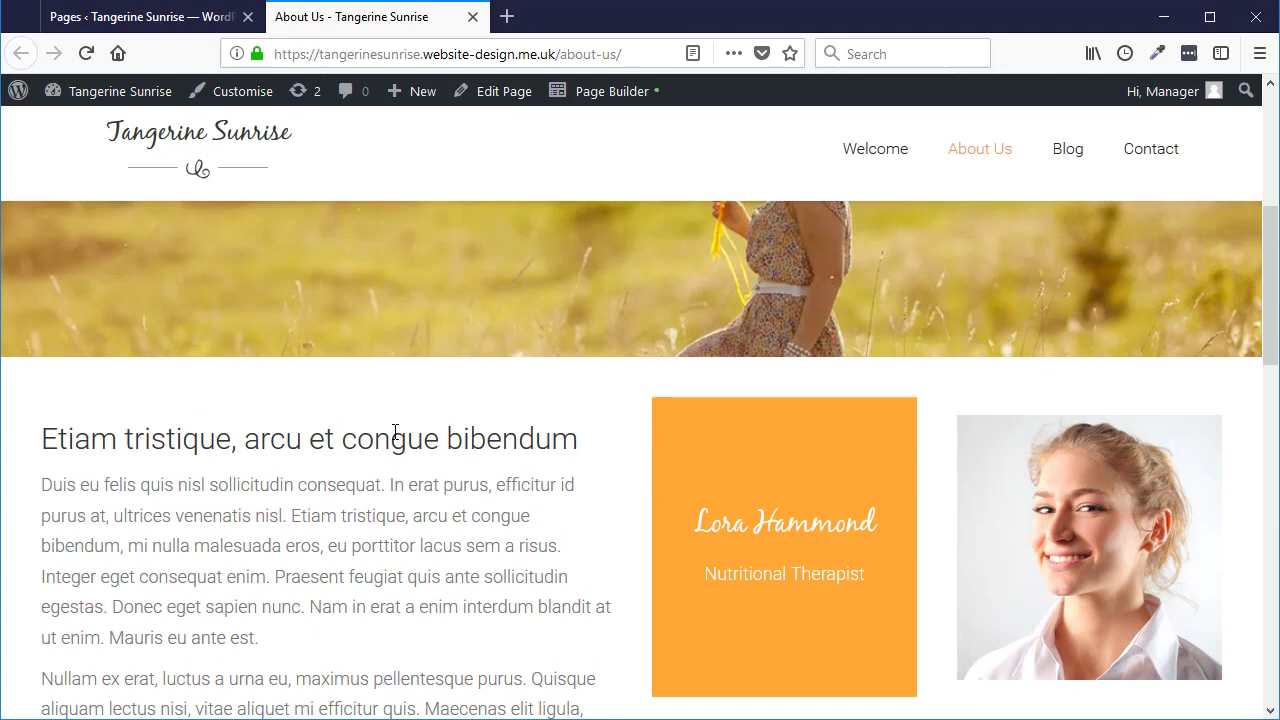 Pages ‹ Tangerine Sunrise — WordP
About Us - Tangerine Sunrise
https://tangerinesunrise.website-design.me.uk/about-us/
Search
Tangerine Sunrise
Customise
2
0
New
Edit Page
Page Builder
Hi, Manager
Tangerine Sunrise
Welcome
About Us
Blog
Contact
Etiam tristique, arcu et congue bibendum
Duis eu felis quis nisl sollicitudin consequat. In erat purus, efficitur id
purus at, ultrices venenatis nisl. Etiam tristique, arcu et congue
bibendum, mi nulla malesuada eros, eu porttitor lacus sem a risus.
Integer eget consequat enim. Praesent feugiat quis ante sollicitudin
egestas. Donec eget sapien nunc. Nam in erat a enim interdum blandit at
ut enim. Mauris eu ante est.
Nullam ex erat, luctus a urna eu, maximus pellentesque purus. Quisque
aliquam lectus nisi, vitae aliquet mi efficitur quis. Maecenas elit ligula,
Lora Hammond
Nutritional Therapist